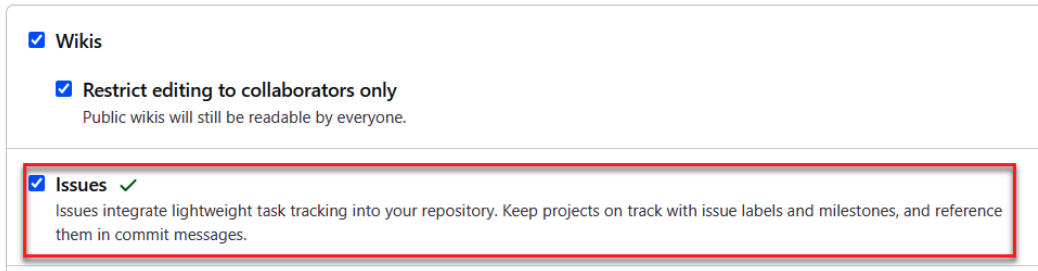 Wikis
Restrict editing to collaborators only
Public wikis will still be readable by everyone.
Issues
Issues integrate lightweight task tracking into your repository. Keep projects on track with issue labels and milestones, and reference
them in commit messages.